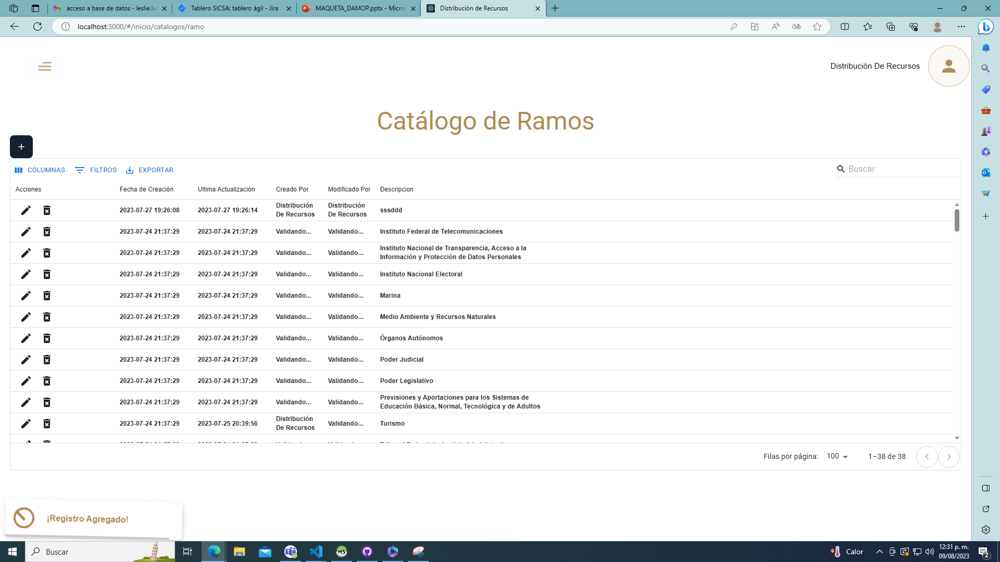 acceso a base de datos - leslie.lu
Tablero SICSA: tablero ágil - Jira
MAQUETA_DAMOP.pptx - Micros
Distribución de Recursos
localhost:3000/#/inicio/catalogos/ramo
Distribución De Recursos
Catálogo de Ramos
+
COLUMNAS FILTROS EXPORTAR
Buscar
Acciones Fecha de Creación Ultima Actualización Creado Por Modificado Por Descripcion
2023-07-27 19:26:08 2023-07-27 19:26:14 Distribución De Recursos Distribución De Recursos sssddd
2023-07-24 21:37:29 2023-07-24 21:37:29 Validando... Validando... Instituto Federal de Telecomunicaciones
2023-07-24 21:37:29 2023-07-24 21:37:29 Validando... Validando... Instituto Nacional de Transparencia, Acceso a la
Información y Protección de Datos Personales
2023-07-24 21:37:29 2023-07-24 21:37:29 Validando... Validando... Instituto Nacional Electoral
2023-07-24 21:37:29 2023-07-24 21:37:29 Validando... Validando... Marina
2023-07-24 21:37:29 2023-07-24 21:37:29 Validando... Validando... Medio Ambiente y Recursos Naturales
2023-07-24 21:37:29 2023-07-24 21:37:29 Validando... Validando... Órganos Autónomos
2023-07-24 21:37:29 2023-07-24 21:37:29 Validando... Validando... Poder Judicial
2023-07-24 21:37:29 2023-07-24 21:37:29 Validando... Validando... Poder Legislativo
2023-07-24 21:37:29 2023-07-24 21:37:29 Validando... Validando... Previsiones y Aportaciones para los Sistemas de
Educación Básica, Normal, Tecnológica y de Adultos
2023-07-24 21:37:29 2023-07-25 20:39:56 Distribución De Recursos Validando... Turismo
Filas por página: 100 1–38 de 38
¡Registro Agregado!
Buscar
HS
Calor
12:31 p. m.
09/08/2023
2